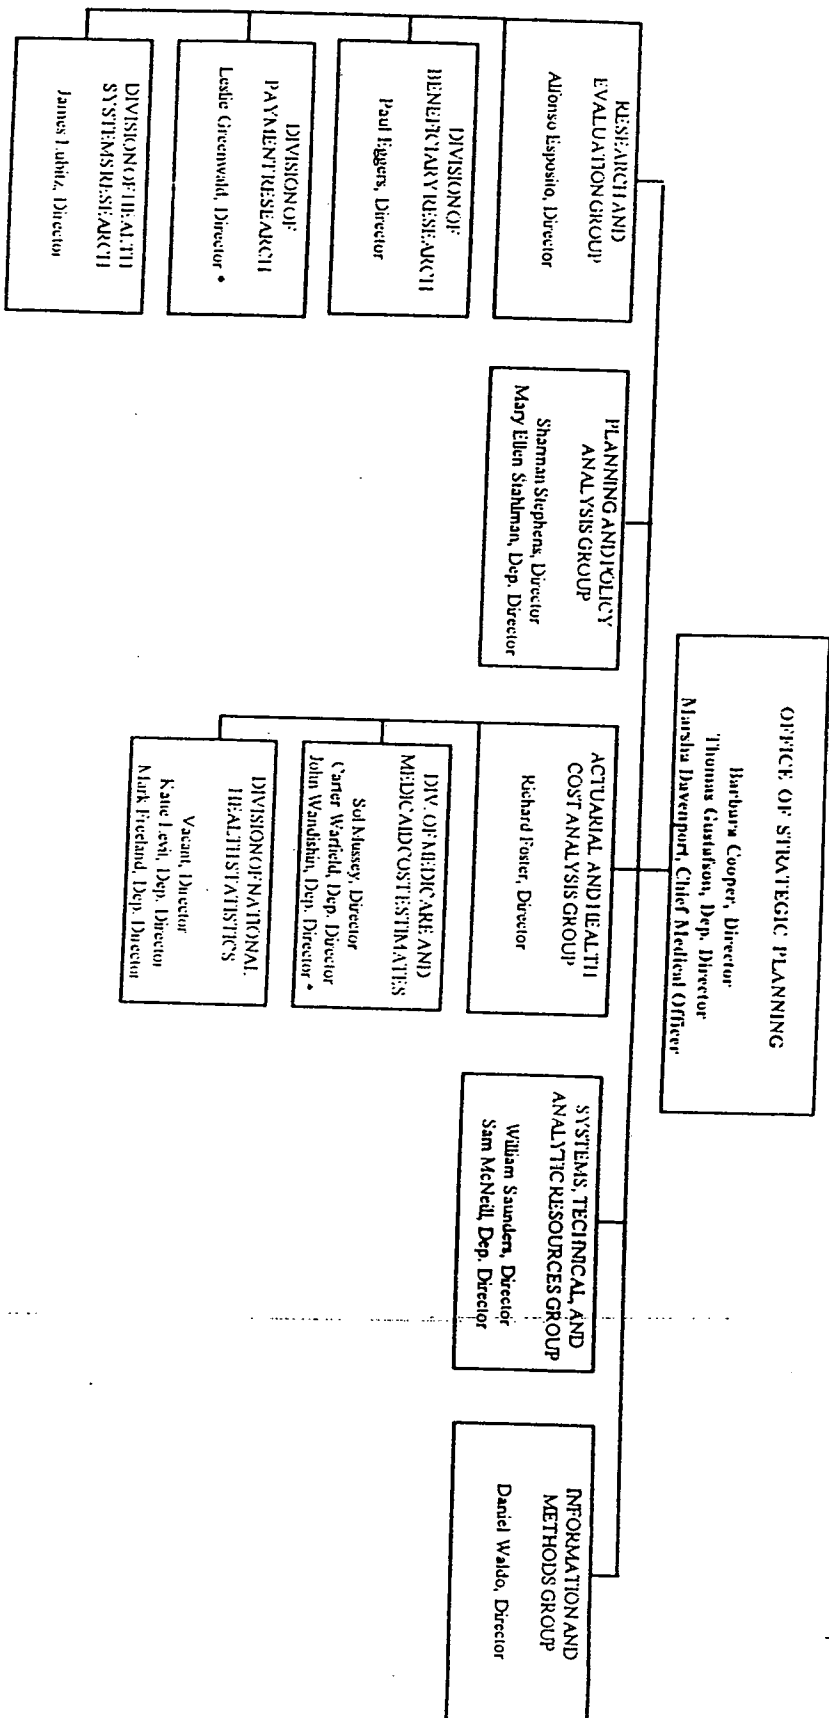 OFFICE OF STRATEGIC PLANNING
Barbara Cooper, Director
Thomas Gustafson, Dep. Director
Marsha Davenport, Chief Medical Officer
RESEARCH AND
EVALUATION GROUP
Alfonso Esposito, Director
DIVISION OF
BENEFICIARY RESEARCH
Paul Eggers, Director
DIVISION OF
PAYMENT RESEARCH
Leslie Greenwald, Director *
DIVISION OF HEALTH
SYSTEMS RESEARCH
James Lubitz, Director
PLANNING AND POLICY
ANALYSIS GROUP
Shannan Stephens, Director
Mary Ellen Stahlman, Dep. Director
ACTUARIAL AND HEALTH
COST ANALYSIS GROUP
Richard Foster, Director
DIV. OF MEDICARE AND
MEDICAID COST ESTIMATES
Sol Mussey, Director
Carter Warfield, Dep. Director
John Wandishin, Dep. Director *
DIVISION OF NATIONAL
HEALTH STATISTICS
Vacant, Director
Katie Levit, Dep. Director
Mark Freeland, Dep. Director
SYSTEMS, TECHNICAL, AND
ANALYTIC RESOURCES GROUP
William Saunders, Director
Sam McNeill, Dep. Director
INFORMATION AND
METHODS GROUP
Daniel Waldo, Director